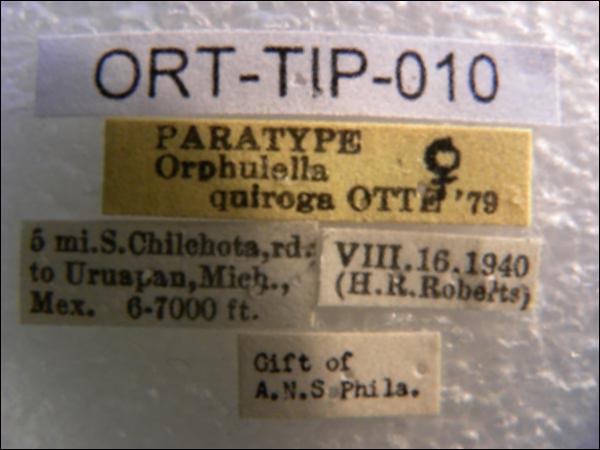 ORT-TIP-010
PARATYPE ♀
Orphulella
quiroga OTTE '79
5 mi.S.Chilchota,rd.
to Uruapan,Mich.,
Mex. 6-7000 ft.
VIII.16.1940
(H.R.Roberts)
Gift of
A.N.S Phila.